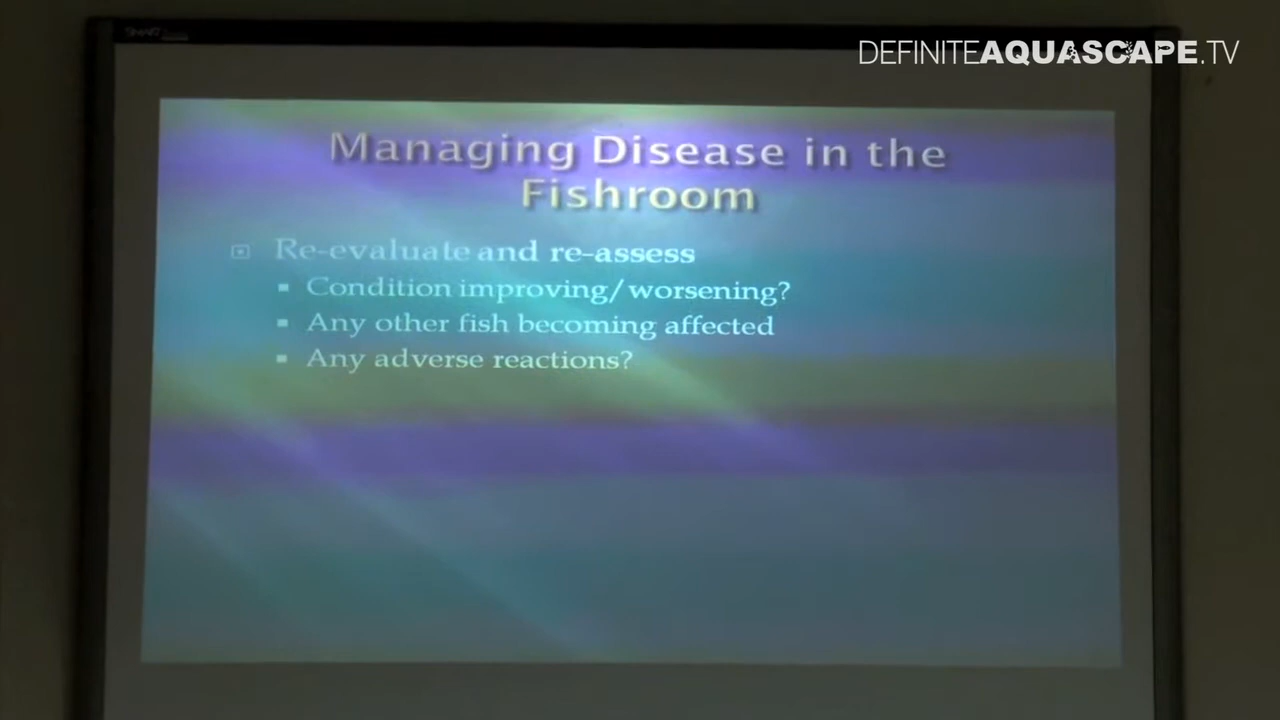 SMART
DEFINITEAQUASCAPE.TV
Managing Disease in the
Fishroom
Re-evaluate and re-assess
Condition improving/worsening?
Any other fish becoming affected
Any adverse reactions?